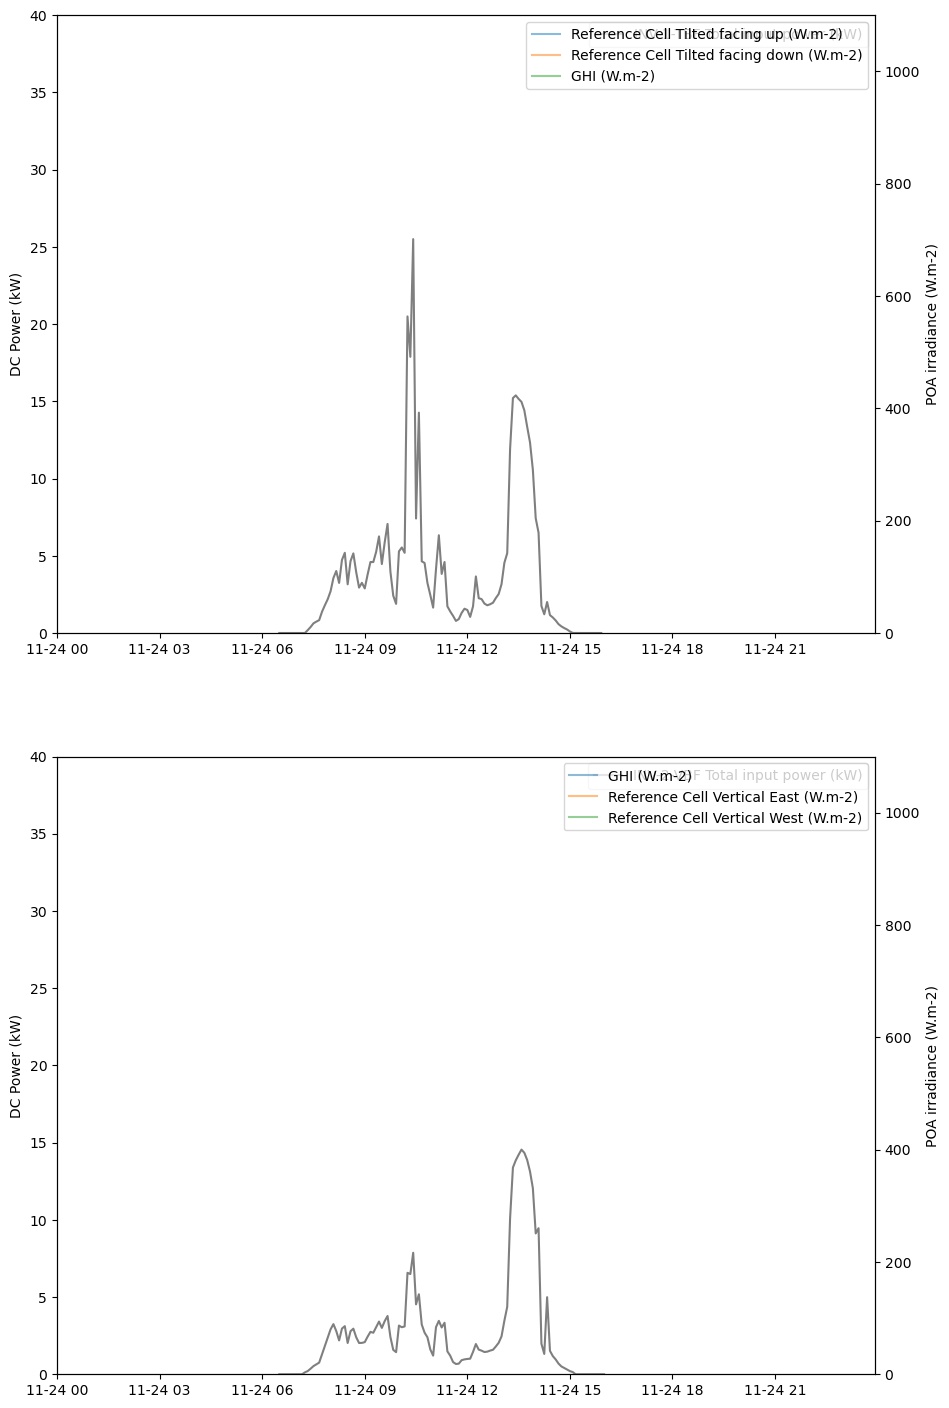 40
35
30
25
20
15
10
5
0
DC Power (kW)
Reference Cell Tilted facing up (W.m-2)
Reference Cell Tilted facing down (W.m-2)
GHI (W.m-2)
1000
800
600
400
200
0
POA irradiance (W.m-2)
11-24 00 11-24 03 11-24 06 11-24 09 11-24 12 11-24 15 11-24 18 11-24 21
40
35
30
25
20
15
10
5
0
DC Power (kW)
GHI (W.m-2)
Total input power (kW)
Reference Cell Vertical East (W.m-2)
Reference Cell Vertical West (W.m-2)
1000
800
600
400
200
0
POA irradiance (W.m-2)
11-24 00 11-24 03 11-24 06 11-24 09 11-24 12 11-24 15 11-24 18 11-24 21